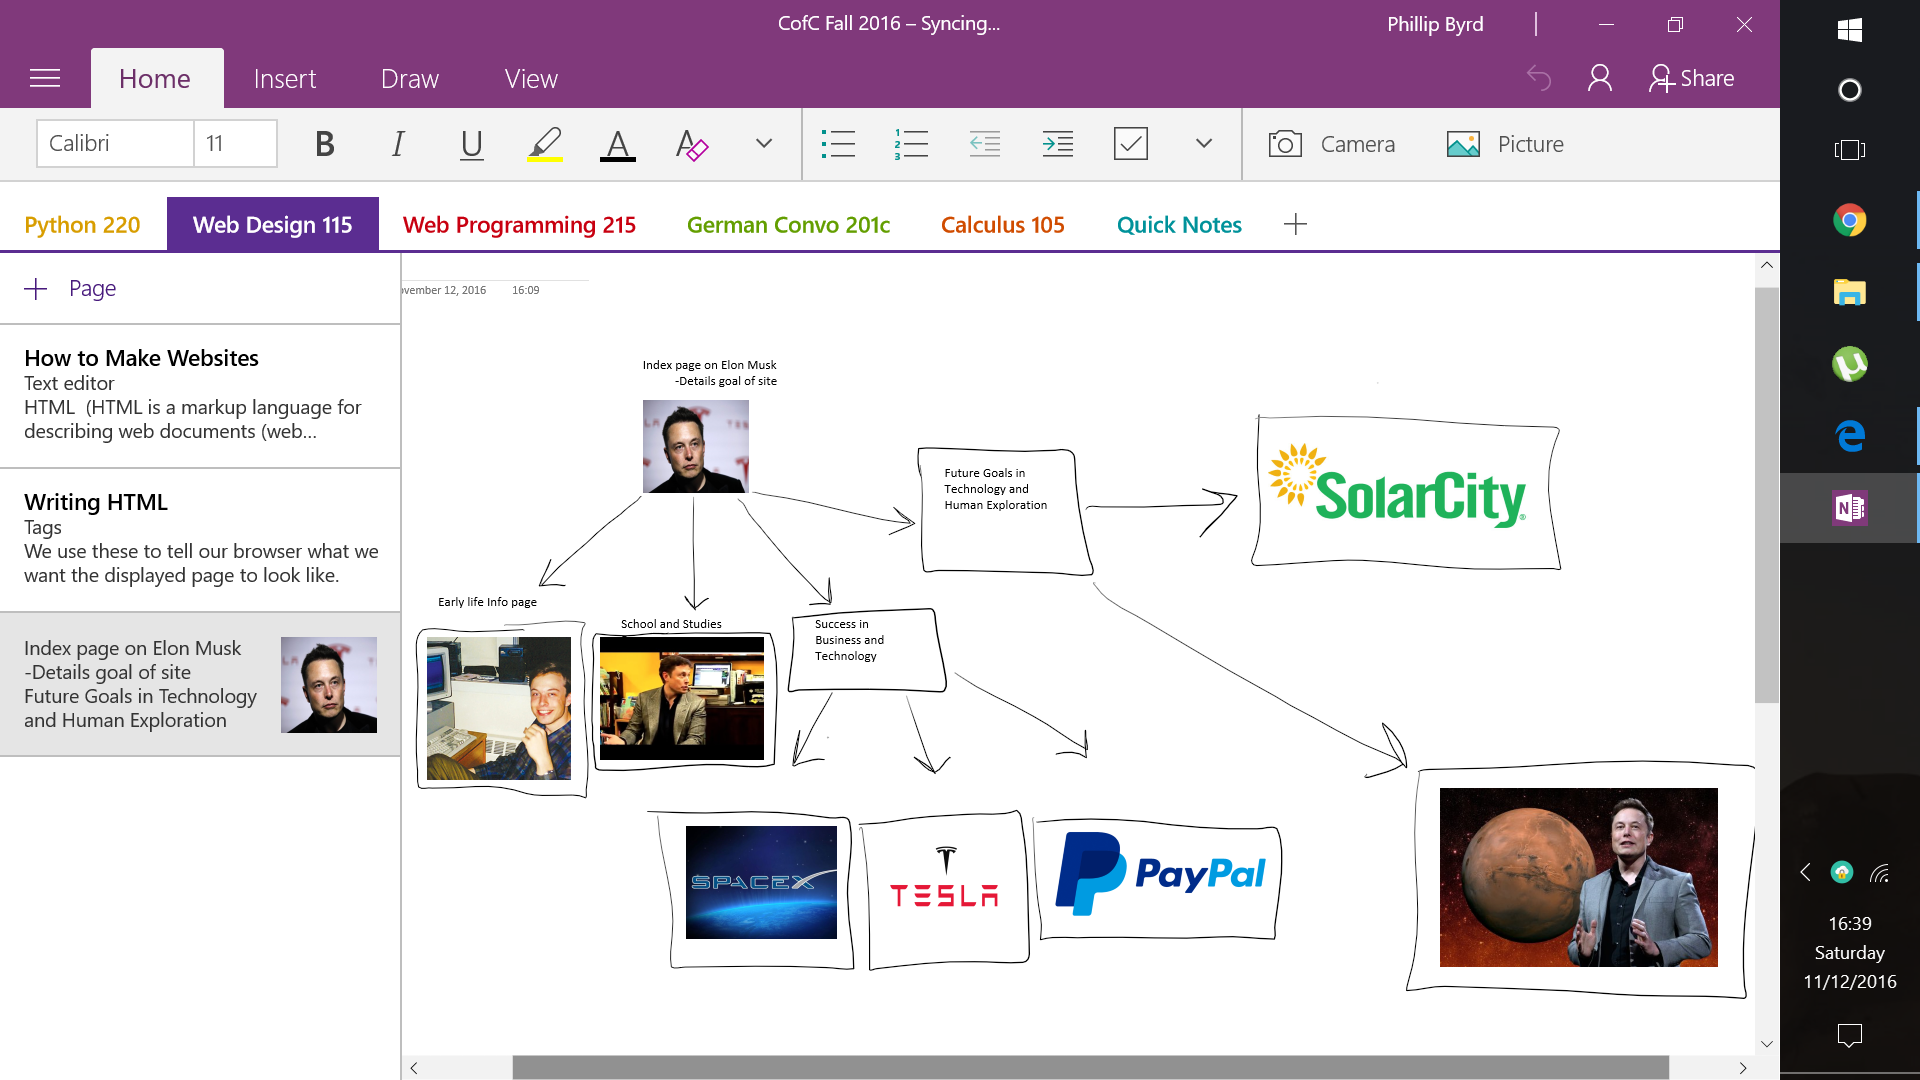 CofC Fall 2016 – Syncing...
Phillip Byrd
Home
Insert
Draw
View
Share
Calibri
11
B
I
U
A
A
1
2
3
Camera
Picture
Python 220
Web Design 115
Web Programming 215
German Convo 201c
Calculus 105
Quick Notes
Page
How to Make Websites
Text editor
HTML  (HTML is a markup language for
describing web documents (web...
Writing HTML
Tags
We use these to tell our browser what we
want the displayed page to look like.
Index page on Elon Musk
-Details goal of site
Future Goals in Technology
and Human Exploration
vember 12, 2016
16:09
Index page on Elon Musk
-Details goal of site
Future Goals in
Technology and
Human Exploration
SolarCity®
Early life Info page
School and Studies
Success in
Business and
Technology
SPACEX
TESLA
PayPal
16:39
Saturday
11/12/2016